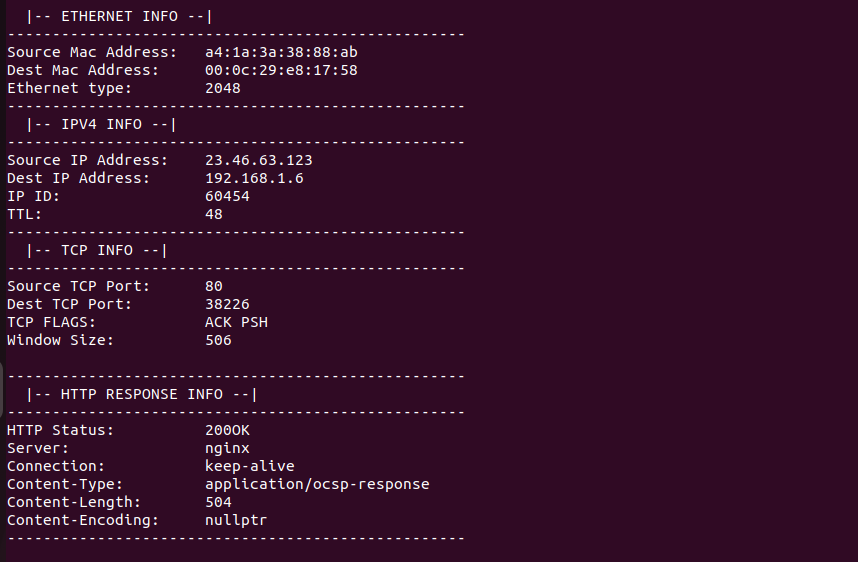 |-- ETHERNET INFO --|
---------------------------------------------------
Source Mac Address:   a4:1a:3a:38:88:ab
Dest Mac Address:     00:0c:29:e8:17:58
Ethernet type:        2048
---------------------------------------------------
|-- IPV4 INFO --|
---------------------------------------------------
Source IP Address:    23.46.63.123
Dest IP Address:      192.168.1.6
IP ID:                60454
TTL:                  48
---------------------------------------------------
|-- TCP INFO --|
---------------------------------------------------
Source TCP Port:      80
Dest TCP Port:        38226
TCP FLAGS:            ACK PSH
Window Size:          506
---------------------------------------------------
|-- HTTP RESPONSE INFO --|
---------------------------------------------------
HTTP Status:          200OK
Server:               nginx
Connection:           keep-alive
Content-Type:         application/ocsp-response
Content-Length:       504
Content-Encoding:     nullptr
---------------------------------------------------